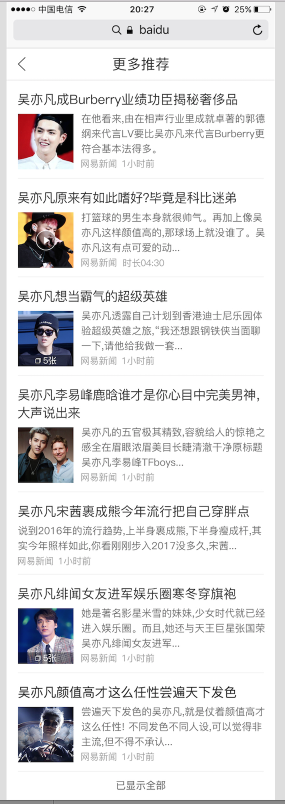 中国电信 20:27 25%
baidu
更多推荐
吴亦凡成Burberry业绩功臣揭秘奢侈品
在他看来,由在相声行业里成就卓著的郭德
纲来代言LV要比吴亦凡来代言Burberry更
符合基本法得多。
网易新闻 1小时前
吴亦凡原来有如此嗜好?毕竟是科比迷弟
打篮球的男生本身就很帅气。再加上像吴
亦凡这样颜值高的,那球场上就没谁了。吴
亦凡这有点可爱的动...
网易新闻 时长04:30
吴亦凡想当霸气的超级英雄
吴亦凡透露自己计划到香港迪士尼乐园体
验超级英雄之旅,“我还想跟钢铁侠当面聊
一下,请他给我做一套...
5张
网易新闻 1小时前
吴亦凡李易峰鹿晗谁才是你心目中完美男神,
大声说出来
吴亦凡的五官极其精致,容貌给人的惊艳之
感全在眉眼浓眉美目长睫清澈干净原标题
吴亦凡李易峰TFboys...
网易新闻 1小时前
吴亦凡宋茜裹成熊今年流行把自己穿胖点
说到2016年的流行趋势,上半身裹成熊,下半身瘦成杆,其
实今年照样如此,你看刚刚步入2017没多久,宋茜...
网易新闻 1小时前
吴亦凡绯闻女友进军娱乐圈寒冬穿旗袍
她是著名影星米雪的妹妹,少女时代就已经
进入娱乐圈。而且,她还与天王巨星张国荣
吴亦凡绯闻女友进军...
5张
网易新闻 1小时前
吴亦凡颜值高才这么任性尝遍天下发色
尝遍天下发色的吴亦凡,就是仗着颜值高才
这么任性! 不同发色不同人设,可以觉得非
主流,但不得不承认...
网易新闻 1小时前
已显示全部